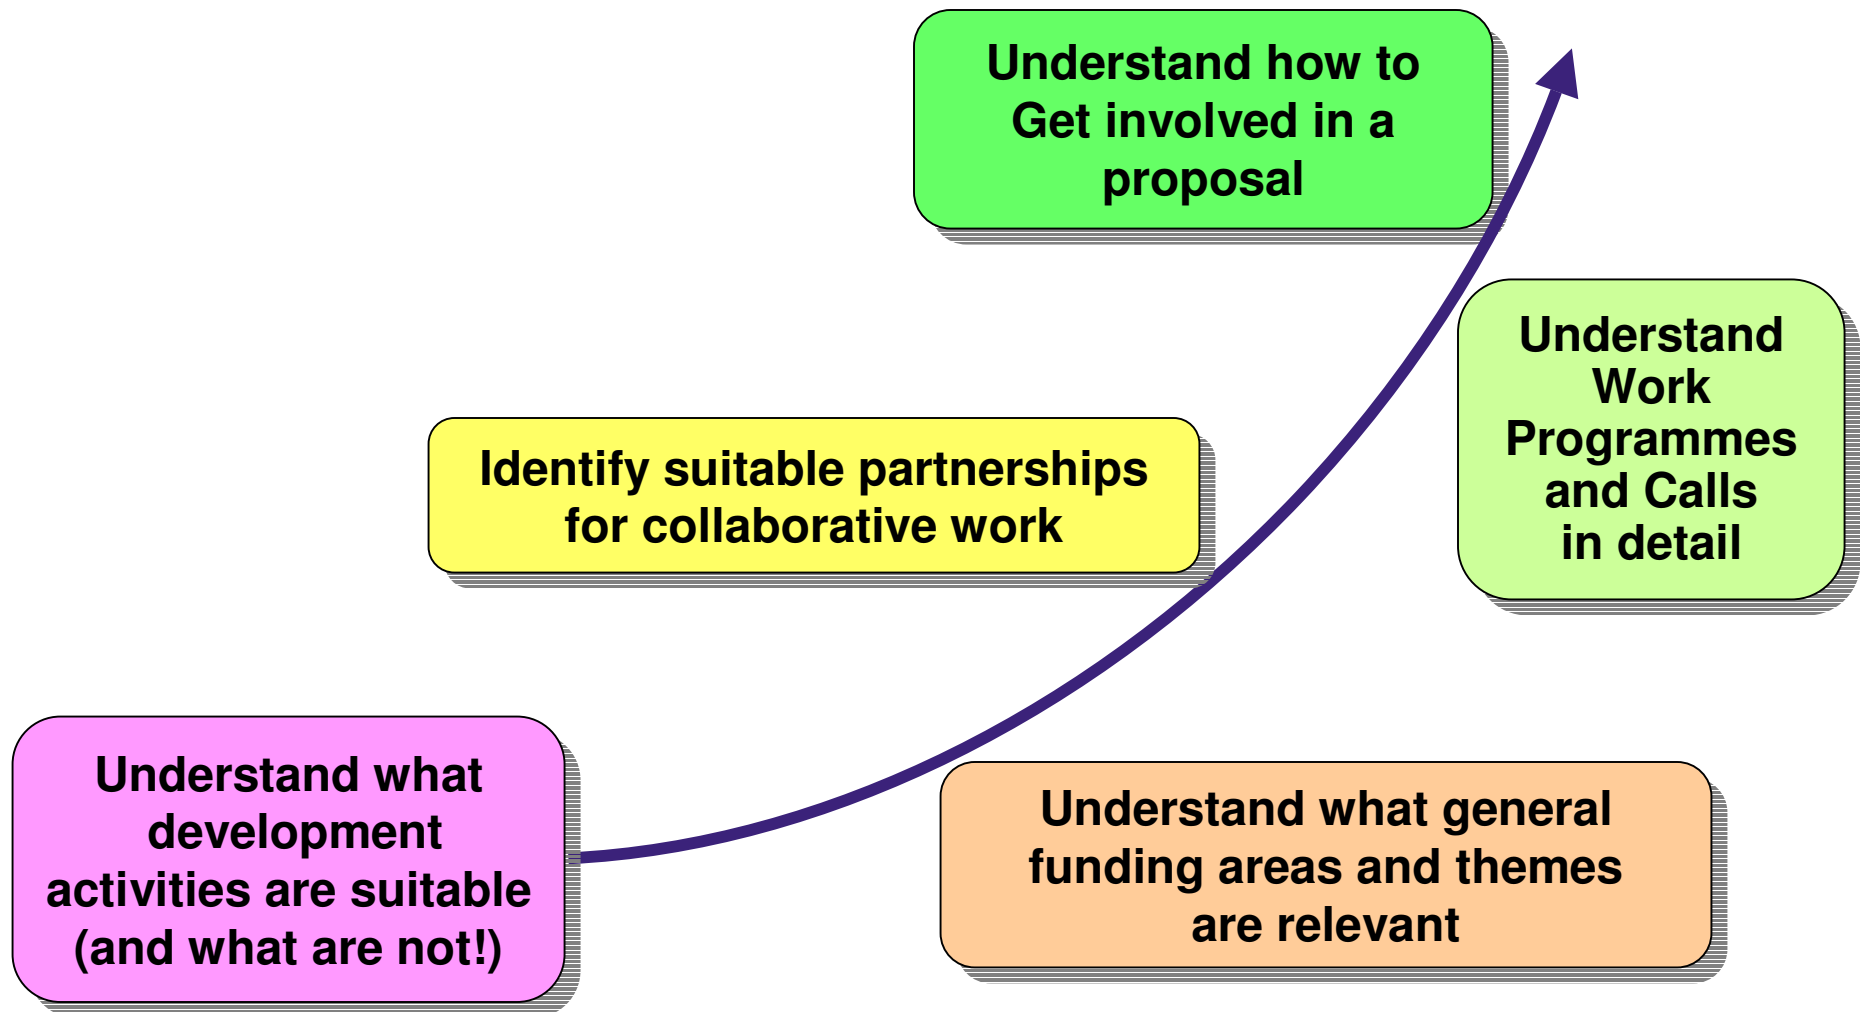 Understand how to
Get involved in a
proposal
Understand
Work
Programmes
and Calls
in detail
Identify suitable partnerships
for collaborative work
Understand what
development
activities are suitable
(and what are not!)
Understand what general
funding areas and themes
are relevant